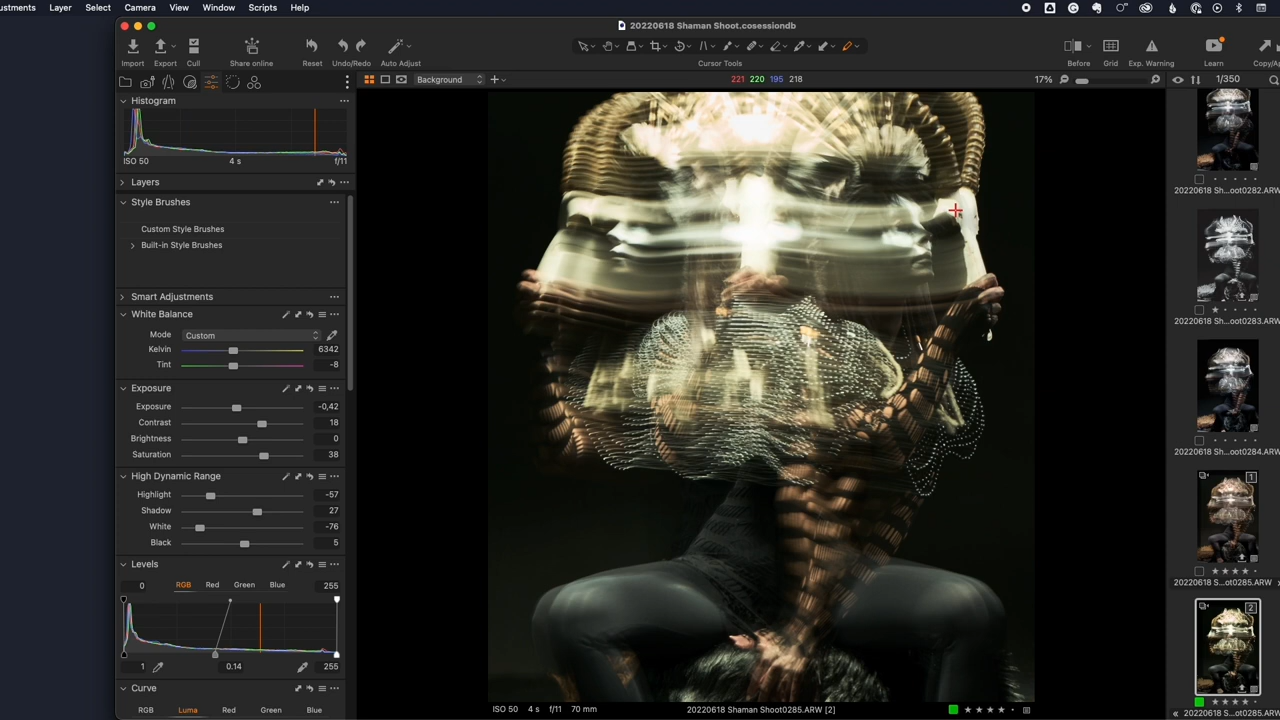 ustments Layer Select Camera View Window Scripts Help
20220618 Shaman Shoot.cosessiondb
Import Export Cull Share online Reset Undo/Redo Auto Adjust Cursor Tools Before Grid Exp. Warning Learn Copy/Ap
Background 221 220 195 218 17% 1/350
Histogram
ISO 50 4 s f/11
Layers
Style Brushes
Custom Style Brushes
Built-in Style Brushes
Smart Adjustments
White Balance
Mode Custom
Kelvin 6342
Tint -8
Exposure
Exposure -0,42
Contrast 18
Brightness 0
Saturation 38
High Dynamic Range
Highlight -57
Shadow 27
White -76
Black 5
Levels
0 RGB Red Green Blue 255
1 0.14 255
Curve
RGB Luma Red Green Blue
ISO 50 4 s f/11 70 mm 20220618 Shaman Shoot0285.ARW [2]
20220618 Sh...oot0282.ARW
20220618 Sh...oot0283.ARW
20220618 Sh...oot0284.ARW
1
20220618 S...ot0285.ARW
2
20220618 S...ot0285.ARW